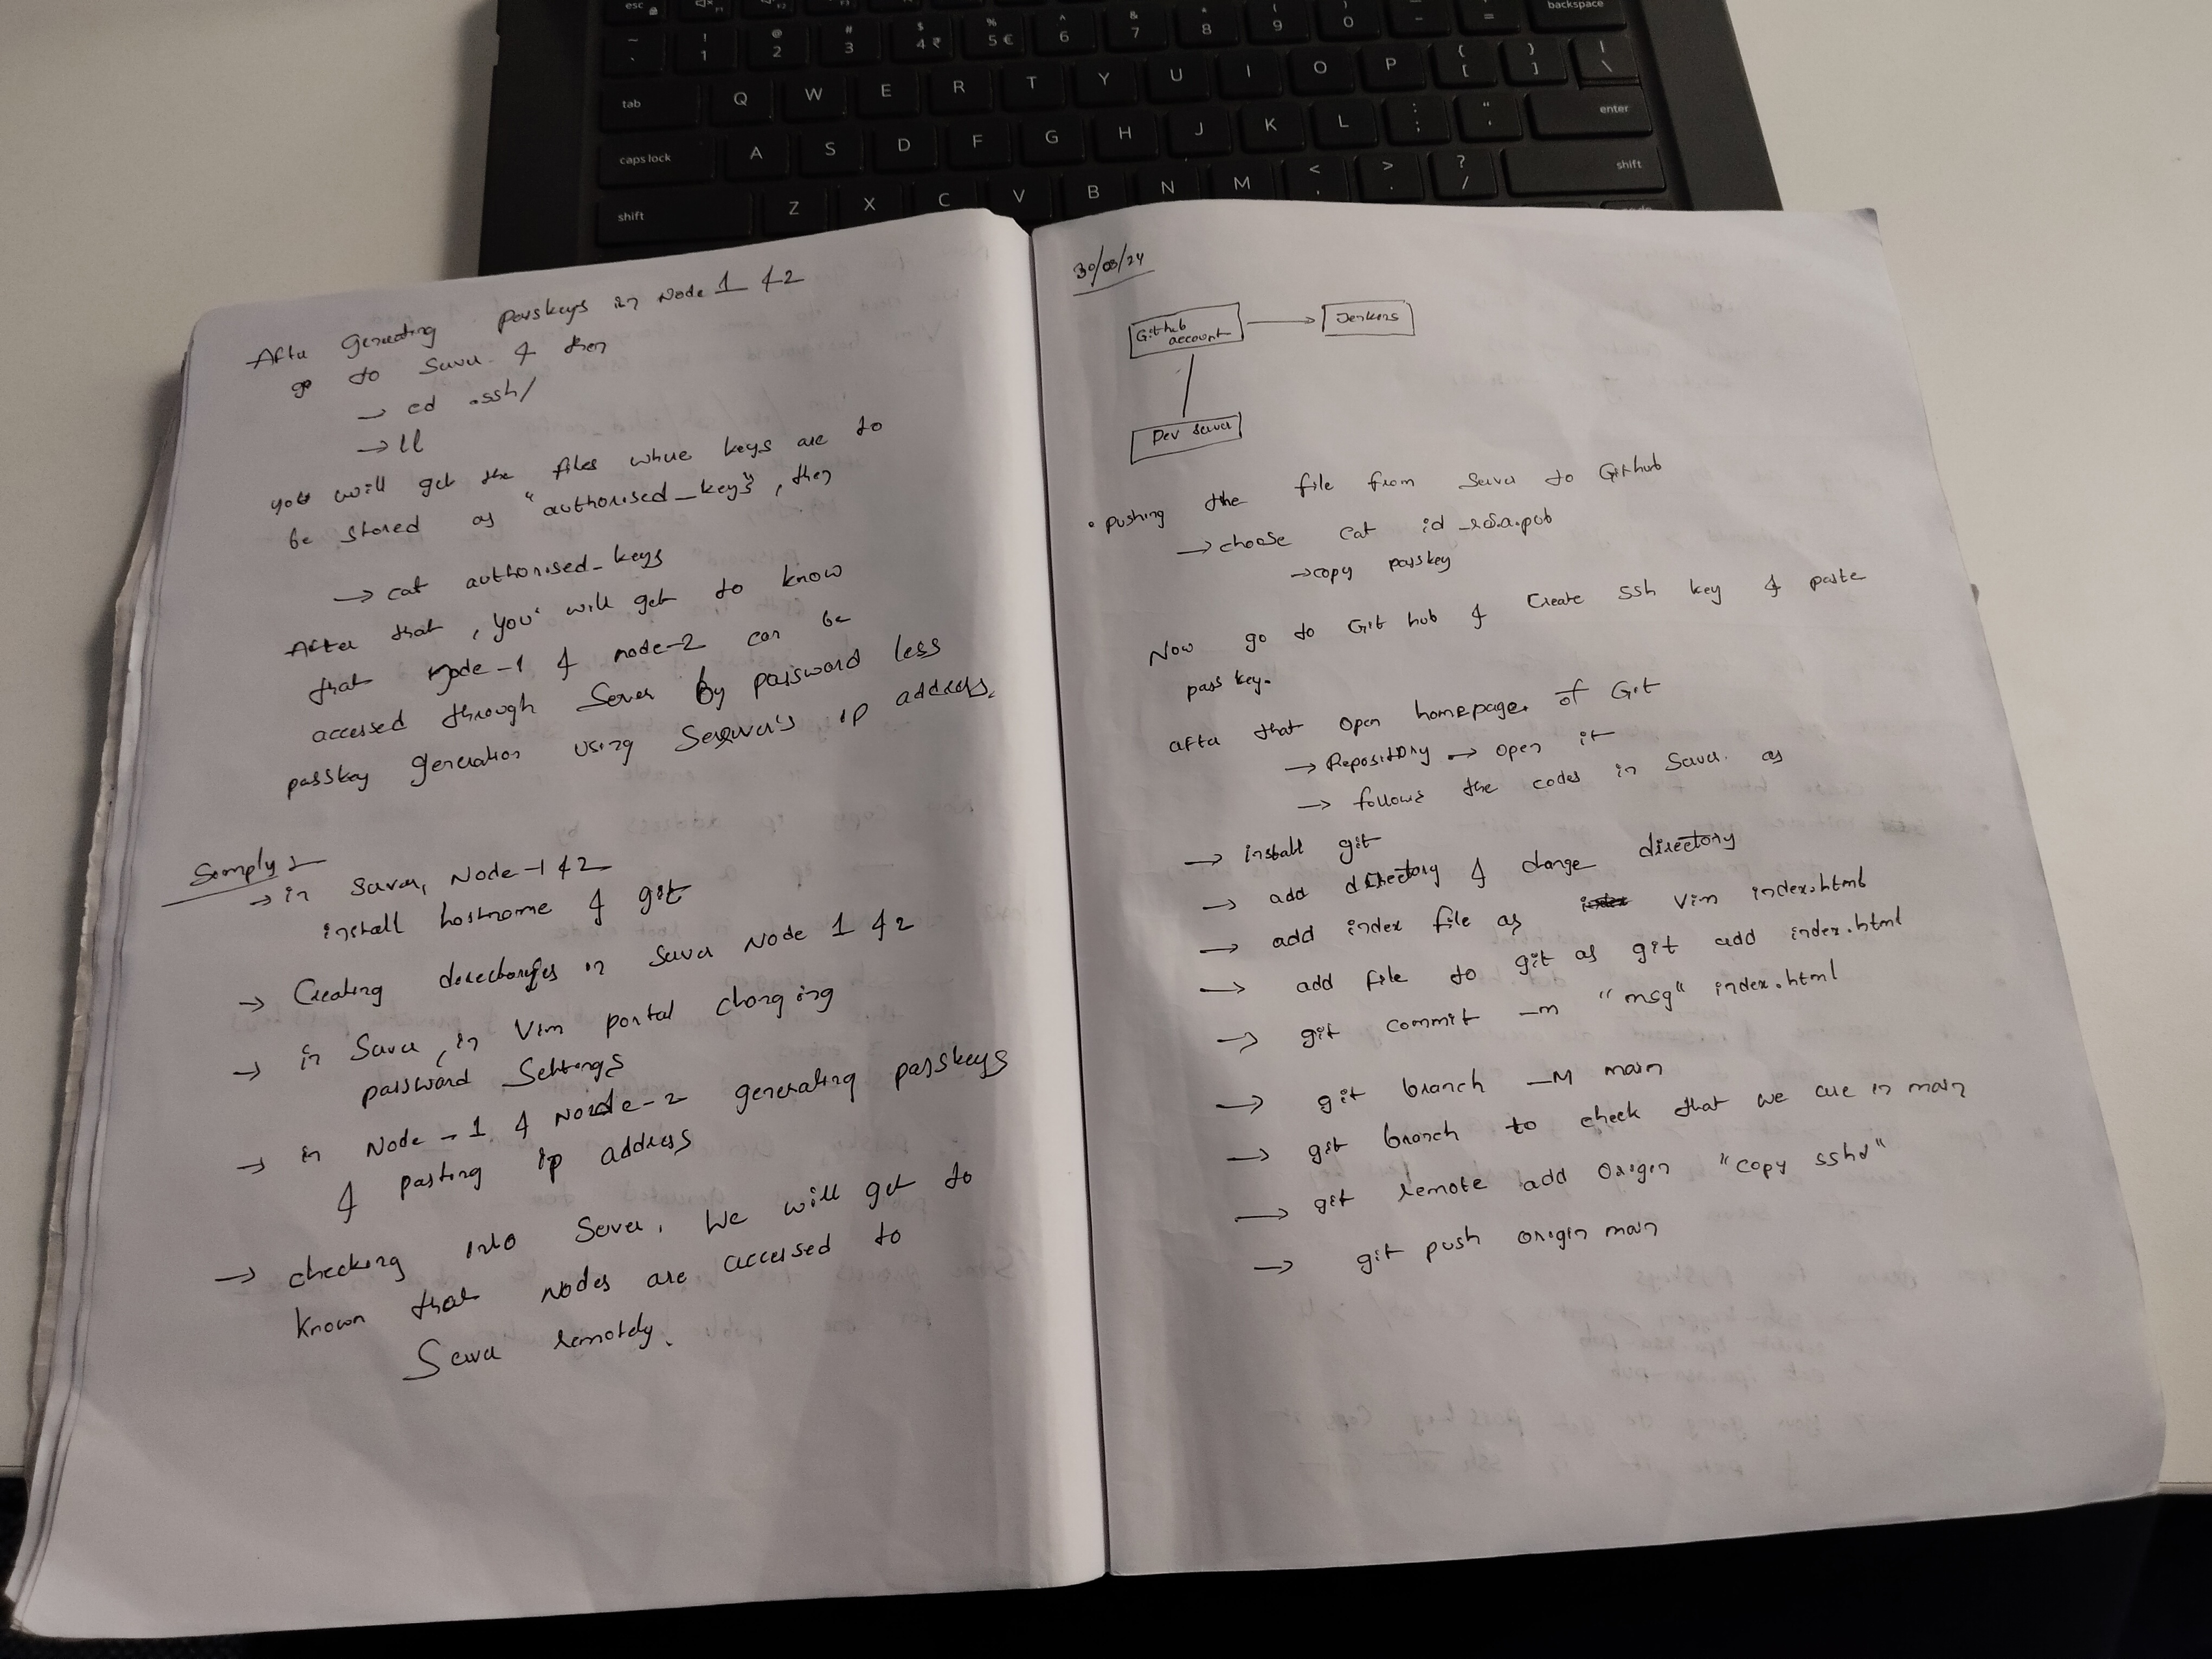 esc F1
~ ` ! 1 @ 2 # 3 $ 4 ₹ % 5 € ^ 6 & 7 * 8 ( 9 ) 0 - = backspace
tab Q W E R T Y U I O P { [ } ] | \
caps lock A S D F G H J K L : ; " ' enter
shift Z X C V B N M < , > . ? / shift
After generating passkeys in Node 1 & 2
go to Server & then
→ cd .ssh/
→ ll
you will get the files where keys are to
be stored as "authorised_keys", then
→ cat authorised_keys
After that, you will get to know
that node-1 & node-2 can be
accessed through Server by password less
passkey generation using Server's ip address.
Simply :-
→ in Server, Node-1 & 2
install hostname & git
→ Creating directories in Server Node 1 & 2
→ in Server, in Vim portal changing
password Settings
→ in Node-1 & Node-2 generating passkeys
& pasting ip address
→ checking into Server, We will get to
known that Nodes are accessed to
Server remotely.
30/08/24
Github account → Jenkins
Dev server
• pushing the file from Server to Github
→ choose cat id_rsa.pub
→ copy passkey
Now go to Git hub & Create ssh key & paste
pass key.
after that open homepage of Git
→ Repository → open it
→ follows the codes in Server as
→ install git
→ add directory & change directory
→ add index file as index vim index.html
→ add file to git as git add index.html
→ git commit -m "msg" index.html
→ git branch -M main
→ git branch to check that we are in main
→ git remote add origin "copy sshd"
→ git push origin main